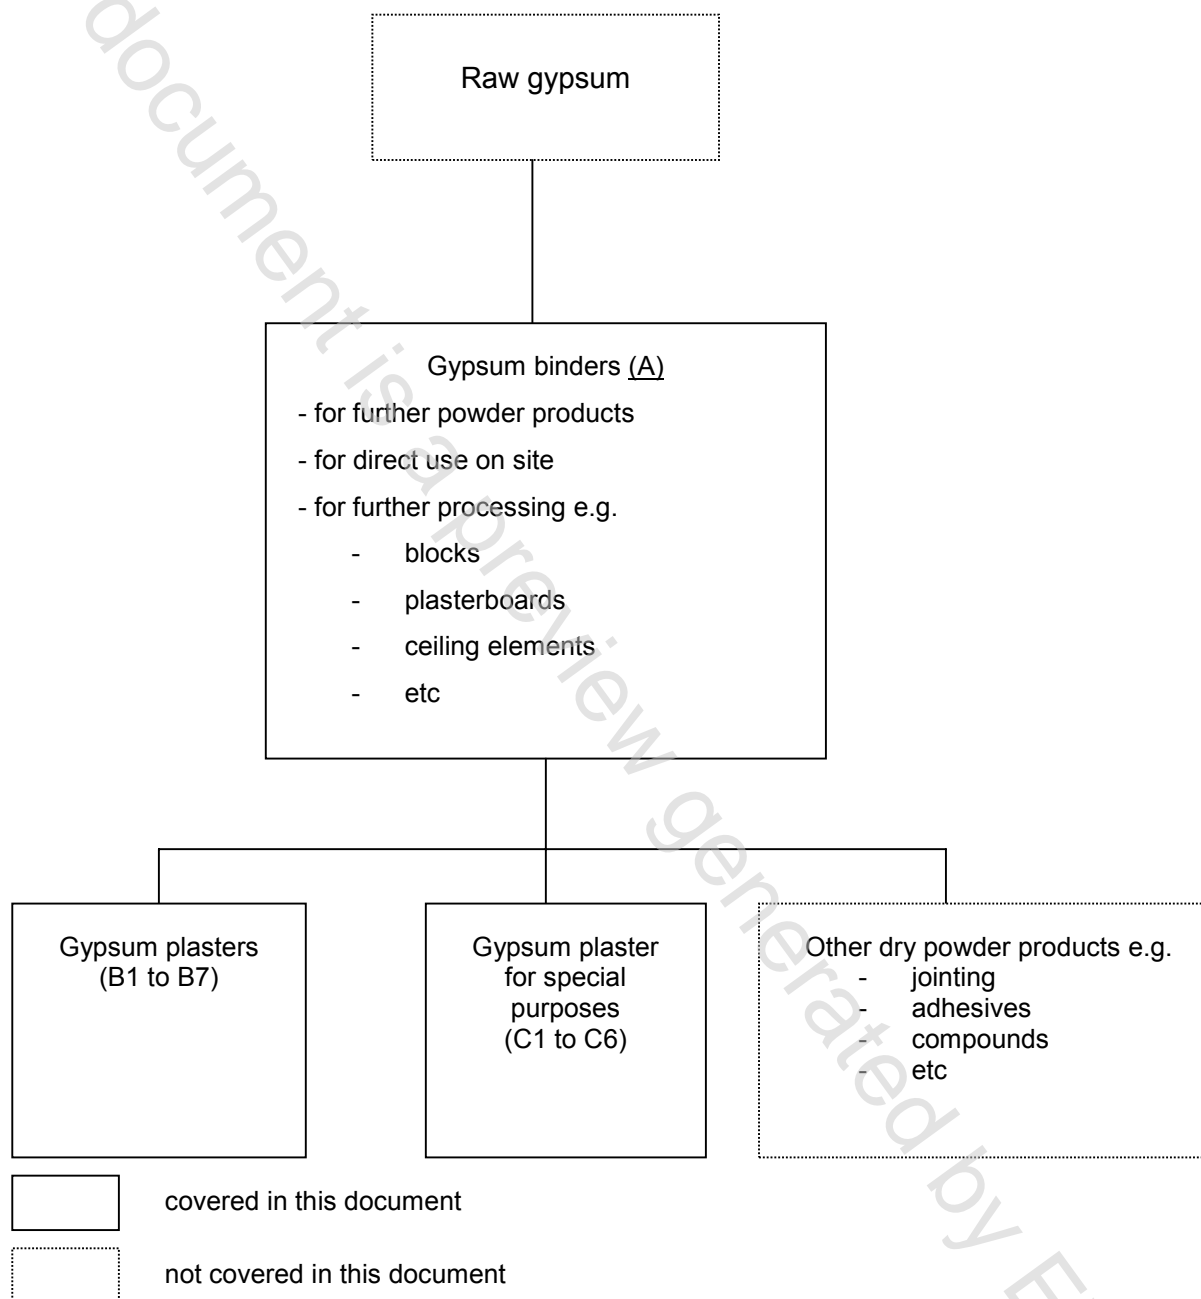 Raw gypsum
Gypsum binders (A)
- for further powder products
- for direct use on site
- for further processing e.g.
- blocks
- plasterboards
- ceiling elements
- etc
Gypsum plasters
(B1 to B7)
Gypsum plaster
for special
purposes
(C1 to C6)
Other dry powder products e.g.
- jointing
- adhesives
- compounds
- etc
covered in this document
not covered in this document
document is a preview generated by E